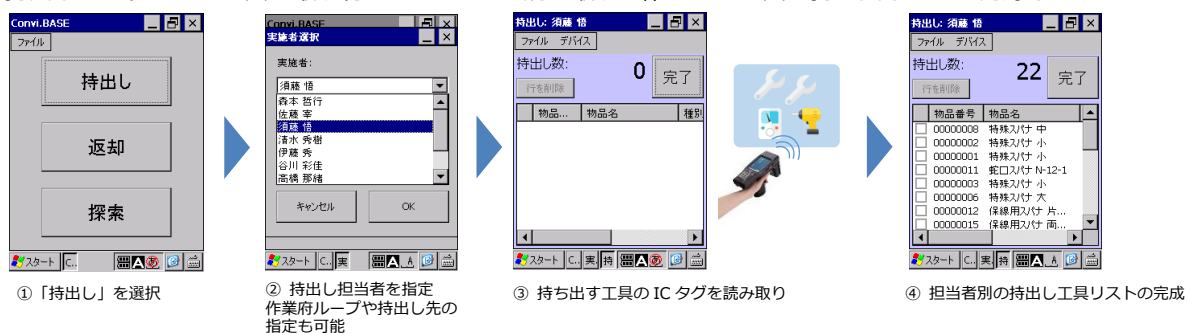 Convi.BASE
ファイル
持出し
返却
探索
スタート C..
①「持出し」を選択
Convi.BASE
実施者選択
実施者:
須藤 悟
森本 哲行
佐藤 宰
須藤 悟
清水 秀樹
伊藤 秀
谷川 彩佳
高橋 那緒
キャンセル OK
スタート C.. 実
② 持出し担当者を指定
作業府ループや持出し先の
指定も可能
持出し: 須藤 悟
ファイル デバイス
持出し数: 0 完了
行を削除
物品... 物品名 種別
スタート C.. 実 持
③ 持ち出す工具の IC タグを読み取り
持出し: 須藤 悟
ファイル デバイス
持出し数: 22 完了
行を削除
物品番号 物品名
00000008 特殊スパナ 中
00000002 特殊スパナ 小
00000001 特殊スパナ 小
00000011 蛇口スパナ N-12-1
00000003 特殊スパナ 小
00000006 特殊スパナ 大
00000012 保線用スパナ 片...
00000015 保線用スパナ 両...
スタート C.. 実 持
④ 担当者別の持出し工具リストの完成